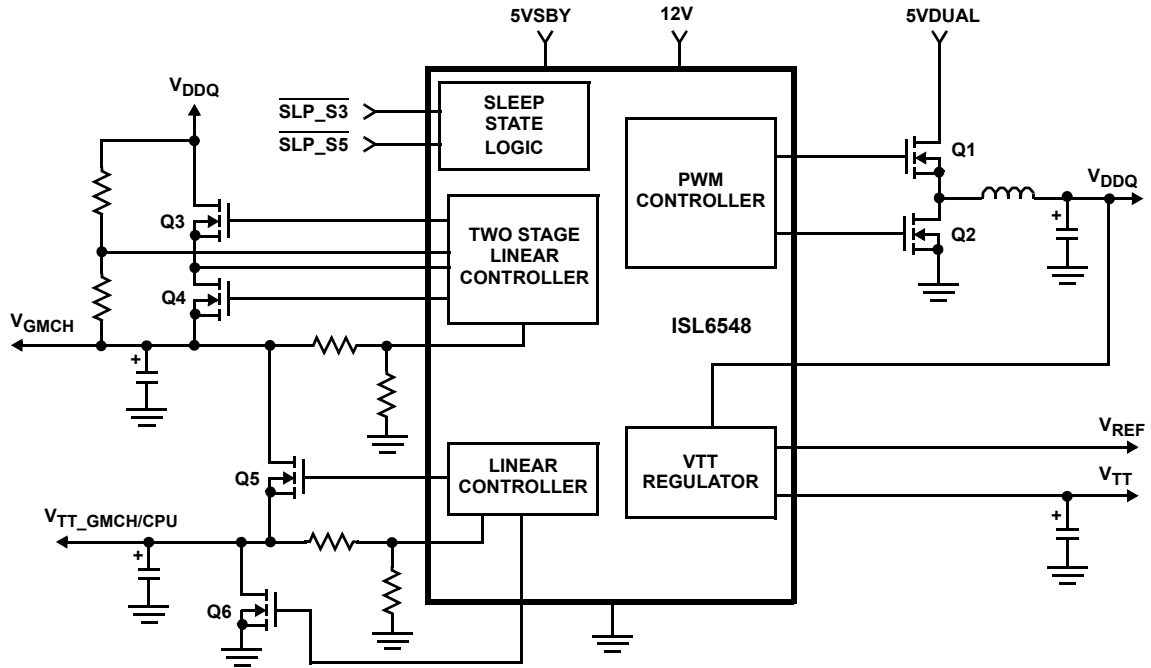 5VSBY
12V
5VDUAL
VDDQ
SLP_S3
SLP_S5
SLEEP
STATE
LOGIC
PWM
CONTROLLER
Q1
VDDQ
Q2
+
Q3
TWO STAGE
LINEAR
CONTROLLER
Q4
VGMCH
+
ISL6548
Q5
LINEAR
CONTROLLER
VTT
REGULATOR
VREF
VTT
+
VTT_GMCH/CPU
+
Q6